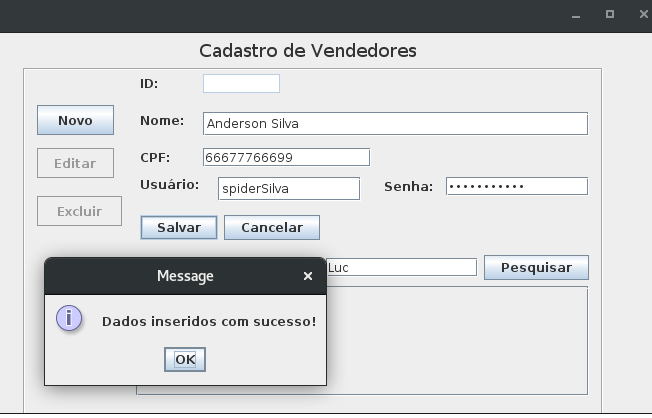 Cadastro de Vendedores
ID:
Novo
Nome: Anderson Silva
Editar
CPF: 66677766699
Usuário: spiderSilva Senha: •••••••••••
Excluir
Salvar Cancelar
Luc Pesquisar
Message ×
Dados inseridos com sucesso!
OK